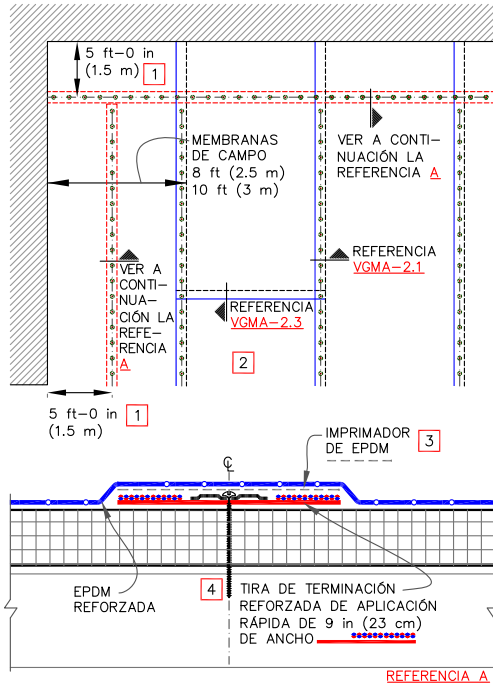 5 ft–0 in
(1.5 m) 1
MEMBRANAS
DE CAMPO
8 ft (2.5 m)
10 ft (3 m)
VER A CONTI–
NUACIÓN LA
REFERENCIA A
VER A
CONTI–
NUA–
CIÓN LA
REFE–
RENCIA
A
REFERENCIA
VGMA–2.1
REFERENCIA
VGMA–2.3
2
5 ft–0 in 1
(1.5 m)
IMPRIMADOR 3
DE EPDM
℄
EPDM
REFORZADA
4 TIRA DE TERMINACIÓN
REFORZADA DE APLICACIÓN
RÁPIDA DE 9 in (23 cm)
DE ANCHO
REFERENCIA A